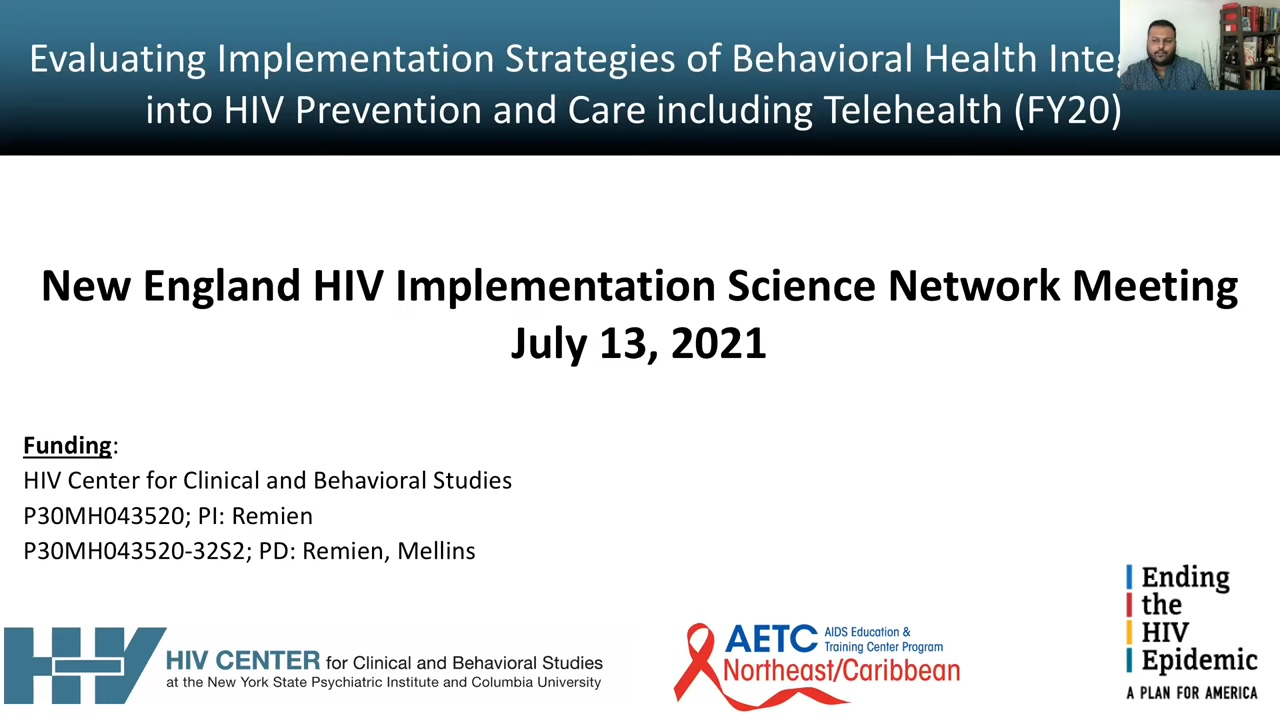 Evaluating Implementation Strategies of Behavioral Health
into HIV Prevention and Care including Telehealth (FY20)
New England HIV Implementation Science Network Meeting
July 13, 2021
Funding:
HIV Center for Clinical and Behavioral Studies
P30MH043520; PI: Remien
P30MH043520-32S2; PD: Remien, Mellins
HIV CENTER for Clinical and Behavioral Studies
at the New York State Psychiatric Institute and Columbia University
AETC AIDS Education &
Training Center Program
Northeast/Caribbean
Ending
the
HIV
Epidemic
A PLAN FOR AMERICA